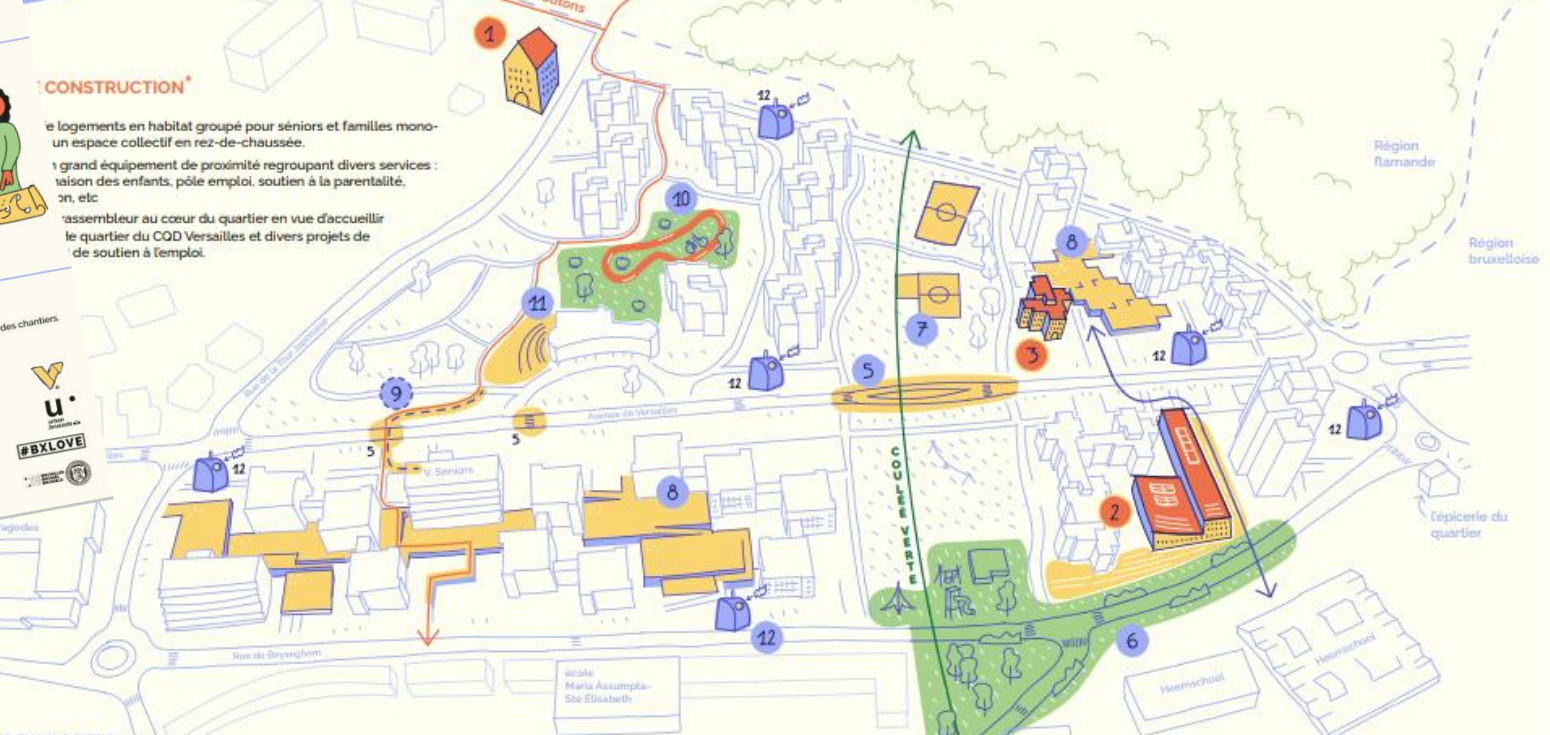 CONSTRUCTION*
logements en habitat groupé pour séniors et familles mono-
un espace collectif en rez-de-chaussée.
grand équipement de proximité regroupant divers services :
maison des enfants, pôle emploi, soutien à la parentalité,
etc
rassembleur au cœur du quartier en vue d'accueillir
de quartier du CQD Versailles et divers projets de
de soutien à l'emploi.
des chantiers.
u
urban
.brussels
#BXLOVE
1
12
Région
flamande
10
8
Région
bruxelloise
11
7
3
12
Rue de la Tour Japonaise
9
12
5
Avenue de Versailles
5
5
12
12
V. Seniors
8
COULÉE VERTE
2
l'épicerie du
quartier
12
6
Rue de Beyseghem
école
Maria Assumpta-
Ste Elisabeth
Heemschool
Heemschool